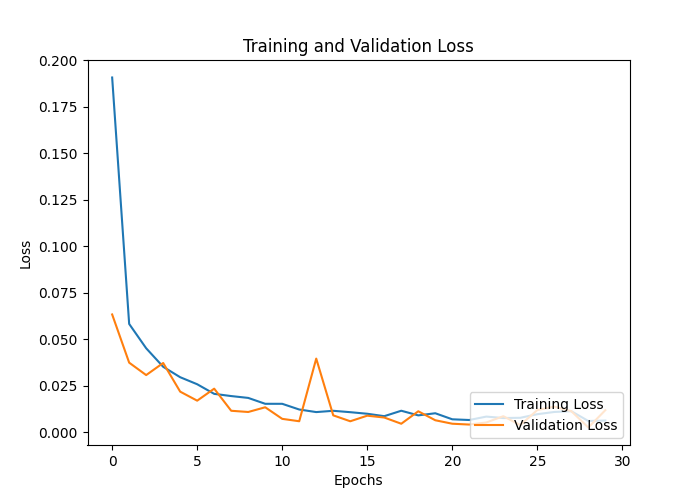 Training and Validation Loss
0.200
0.175
0.150
0.125
0.100
0.075
0.050
0.025
0.000
Loss
0 5 10 15 20 25 30
Epochs
Training Loss
Validation Loss